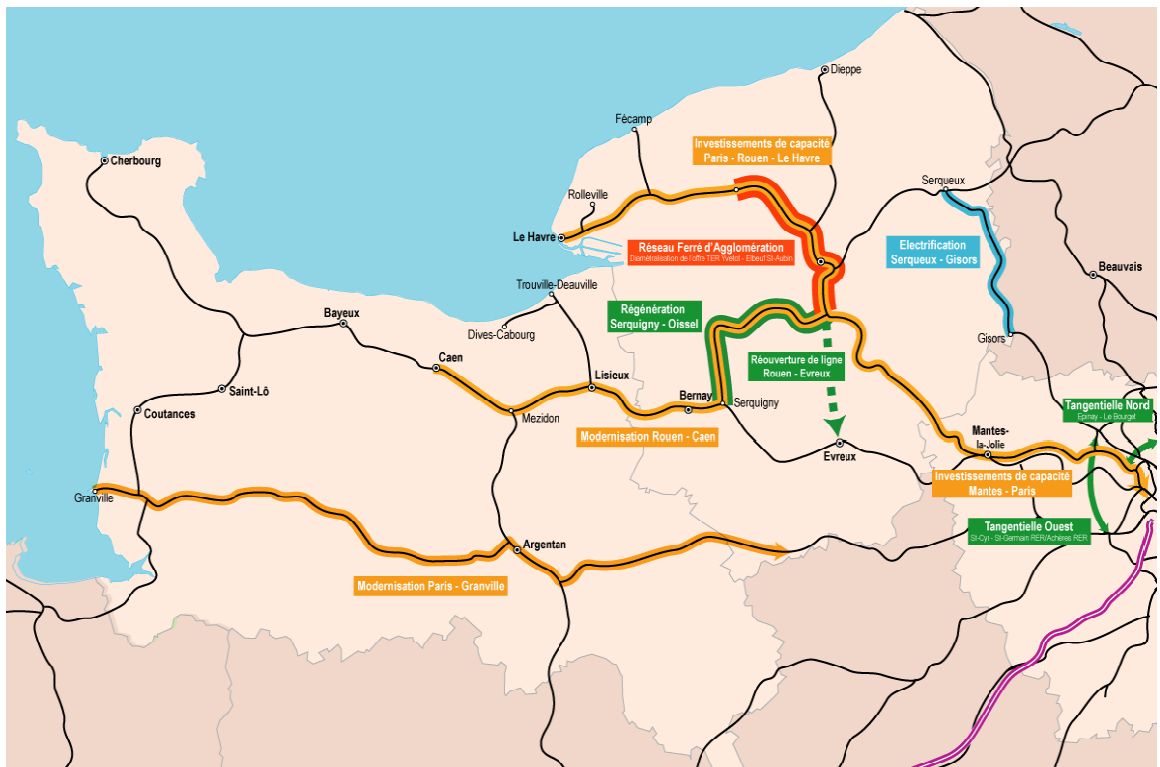 Dieppe
Fécamp
Investissements de capacité
Paris - Rouen - Le Havre
Cherbourg
Serqueux
Rolleville
Le Havre
Réseau Ferré d'Agglomération
Diamétralisation de l'offre TER Yvetot - Elbeuf St-Aubin
Electrification
Serqueux - Gisors
Beauvais
Trouville-Deauville
Bayeux
Régénération
Serquigny - Oissel
Dives-Cabourg
Gisors
Caen
Réouverture de ligne
Rouen - Evreux
Lisieux
Saint-Lô
Bernay
Serquigny
Tangentielle Nord
Epinay - Le Bourget
Coutances
Mezidon
Modernisation Rouen - Caen
Evreux
Mantes-
la-Jolie
Investissements de capacité
Mantes - Paris
Granville
Tangentielle Ouest
St-Cyr - St-Germain RER/Achères RER
Argentan
Modernisation Paris - Granville